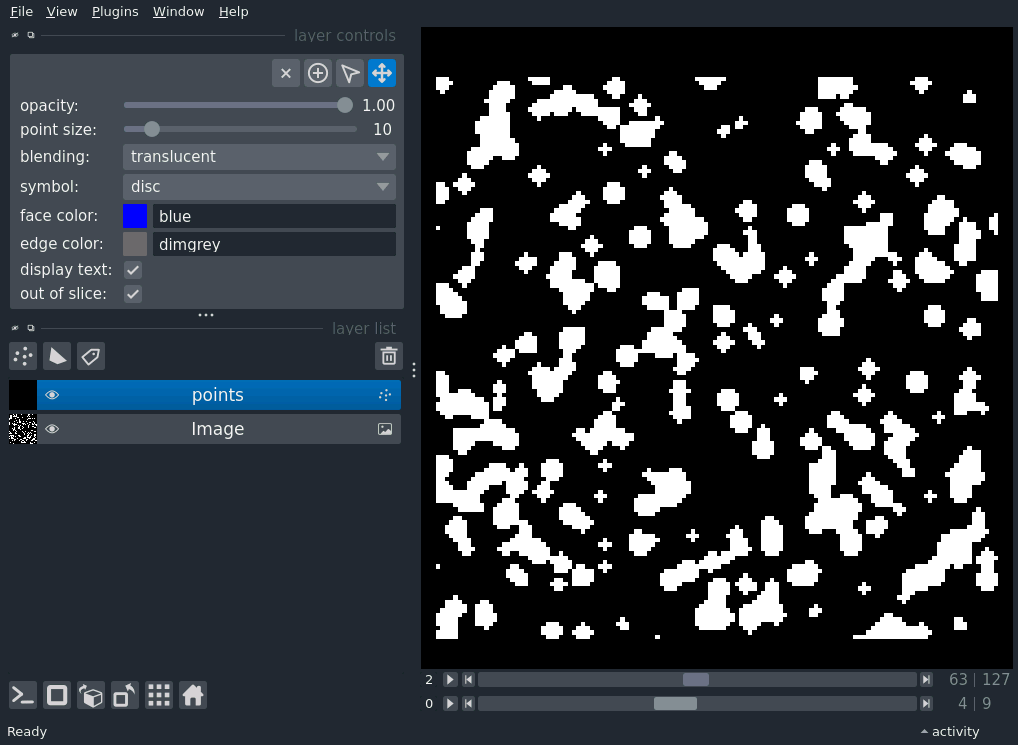 File View Plugins Window Help
layer controls
opacity: 1.00
point size: 10
blending: translucent
symbol: disc
face color: blue
edge color: dimgrey
display text:
out of slice:
layer list
points
Image
2 63 | 127
0 4 | 9
Ready activity